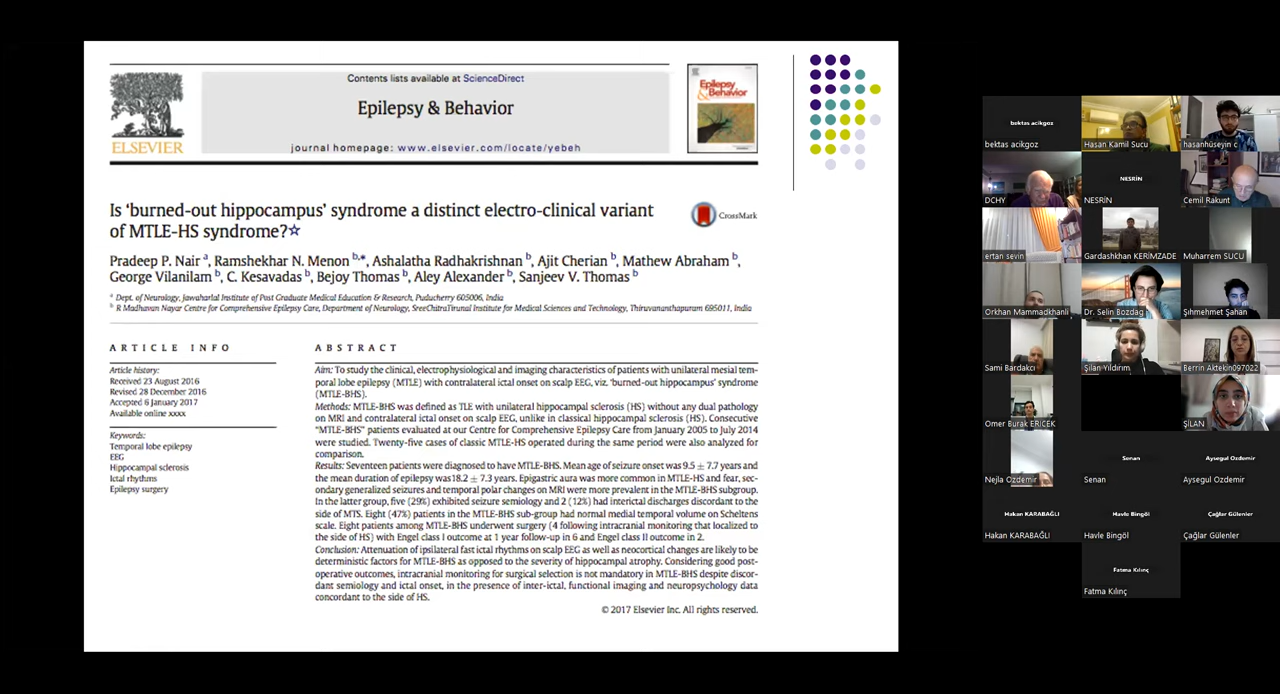 Contents lists available at ScienceDirect
Epilepsy & Behavior
journal homepage: www.elsevier.com/locate/yebeh
ELSEVIER
Epilepsy
& Behavior
Is ‘burned-out hippocampus’ syndrome a distinct electro-clinical variant
of MTLE-HS syndrome?☆
CrossMark
Pradeep P. Nair a, Ramshekhar N. Menon b,*, Ashalatha Radhakrishnan b, Ajit Cherian b, Mathew Abraham b,
George Vilanilam b, C. Kesavadas b, Bejoy Thomas b, Aley Alexander b, Sanjeev V. Thomas b
a Dept. of Neurology, Jawaharlal Institute of Post Graduate Medical Education & Research, Puducherry 605006, India
b R Madhavan Nayar Centre for Comprehensive Epilepsy Care, Department of Neurology, SreeChitraTirunal Institute for Medical Sciences and Technology, Thiruvananthapuram 695011, India
ARTICLE INFO
Article history:
Received 23 August 2016
Revised 28 December 2016
Accepted 6 January 2017
Available online xxxx
Keywords:
Temporal lobe epilepsy
EEG
Hippocampal sclerosis
Ictal rhythms
Epilepsy surgery
ABSTRACT
Aim: To study the clinical, electrophysiological and imaging characteristics of patients with unilateral mesial tem-
poral lobe epilepsy (MTLE) with contralateral ictal onset on scalp EEG, viz. ‘burned-out hippocampus’ syndrome
(MTLE-BHS).
Methods: MTLE-BHS was defined as TLE with unilateral hippocampal sclerosis (HS) without any dual pathology
on MRI and contralateral ictal onset on scalp EEG, unlike in classical hippocampal sclerosis (HS). Consecutive
“MTLE-BHS” patients evaluated at our Centre for Comprehensive Epilepsy Care from January 2005 to July 2014
were studied. Twenty-five cases of classic MTLE-HS operated during the same period were also analyzed for
comparison.
Results: Seventeen patients were diagnosed to have MTLE-BHS. Mean age of seizure onset was 9.5 ± 7.7 years and
the mean duration of epilepsy was 18.2 ± 7.3 years. Epigastric aura was more common in MTLE-HS and fear, sec-
ondary generalized seizures and temporal polar changes on MRI were more prevalent in the MTLE-BHS subgroup.
In the latter group, five (29%) exhibited seizure semiology and 2 (12%) had interictal discharges discordant to the
side of MTS. Eight (47%) patients in the MTLE-BHS sub-group had normal medial temporal volume on Scheltens
scale. Eight patients among MTLE-BHS underwent surgery (4 following intracranial monitoring that localized to
the side of HS) with Engel class I outcome at 1 year follow-up in 6 and Engel class II outcome in 2.
Conclusion: Attenuation of ipsilateral fast ictal rhythms on scalp EEG as well as neocortical changes are likely to be
deterministic factors for MTLE-BHS as opposed to the severity of hippocampal atrophy. Considering good post-
operative outcomes, intracranial monitoring for surgical selection is not mandatory in MTLE-BHS despite discor-
dant semiology and ictal onset, in the presence of inter-ictal, functional imaging and neuropsychology data
concordant to the side of HS.
© 2017 Elsevier Inc. All rights reserved.
bektas acikgoz
bektas acikgoz
Hasan Kamil Sucu
hasanhüseyin c
DCHY
NESRİN
NESRİN
Cemil Rakunt
ertan sevin
Gardashkhan KERIMZADE
Muharrem SUCU
Orkhan Mammadkhanli
Dr. Selin Bozdag
Şıhmehmet Şahan
Sami Bardakcı
Şilan Yıldırım
Berrin Aktekin097022
Omer Burak ERICEK
ŞİLAN
Nejla Ozdemir
Senan
Senan
Aysegul Ozdemir
Aysegul Ozdemir
Hakan KARABAĞLI
Hakan KARABAĞLI
Havle Bingöl
Havle Bingöl
Çağlar Gülenler
Çağlar Gülenler
Fatma Kılınç
Fatma Kılınç